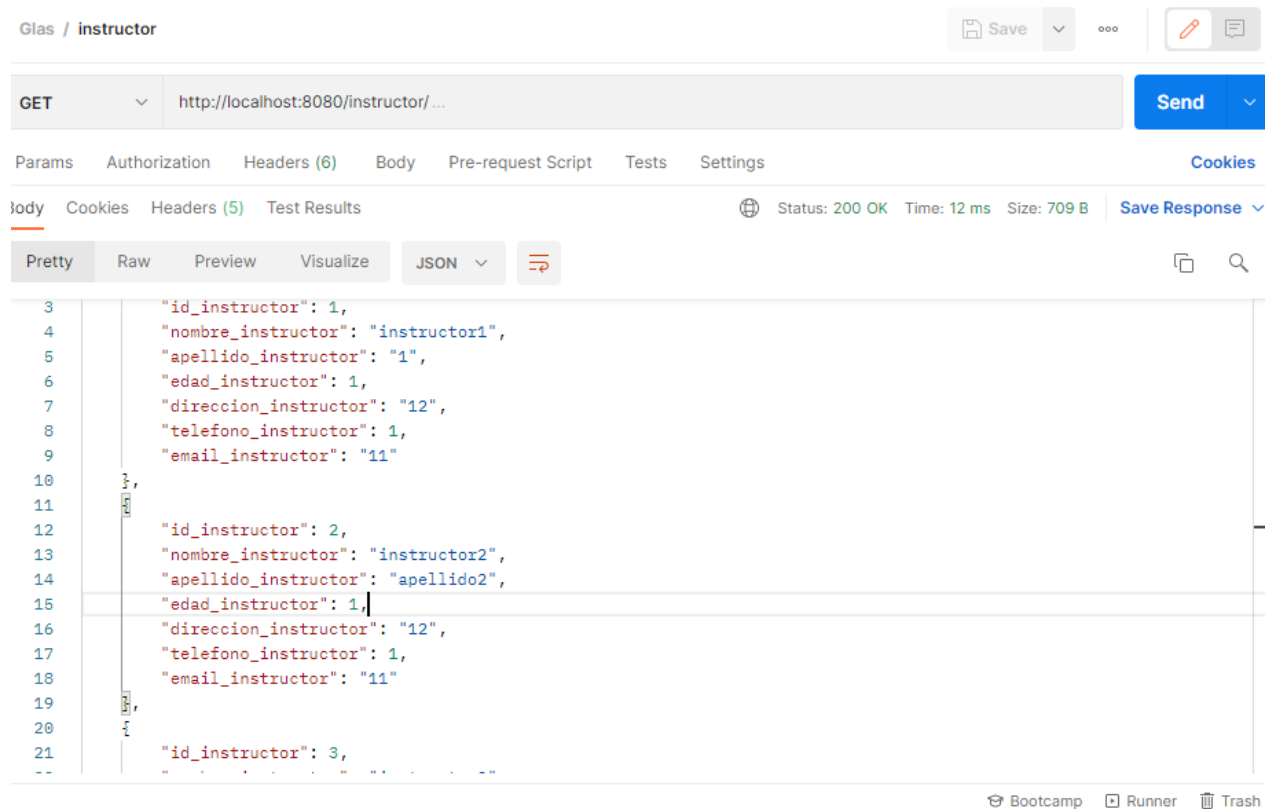 Glas / instructor
Save
GET http://localhost:8080/instructor/ ... Send
Params Authorization Headers (6) Body Pre-request Script Tests Settings Cookies
Body Cookies Headers (5) Test Results Status: 200 OK Time: 12 ms Size: 709 B Save Response
Pretty Raw Preview Visualize JSON
3 "id_instructor": 1,
4 "nombre_instructor": "instructor1",
5 "apellido_instructor": "1",
6 "edad_instructor": 1,
7 "direccion_instructor": "12",
8 "telefono_instructor": 1,
9 "email_instructor": "11"
10 },
11 {
12 "id_instructor": 2,
13 "nombre_instructor": "instructor2",
14 "apellido_instructor": "apellido2",
15 "edad_instructor": 1,
16 "direccion_instructor": "12",
17 "telefono_instructor": 1,
18 "email_instructor": "11"
19 },
20 {
21 "id_instructor": 3,
Bootcamp Runner Trash